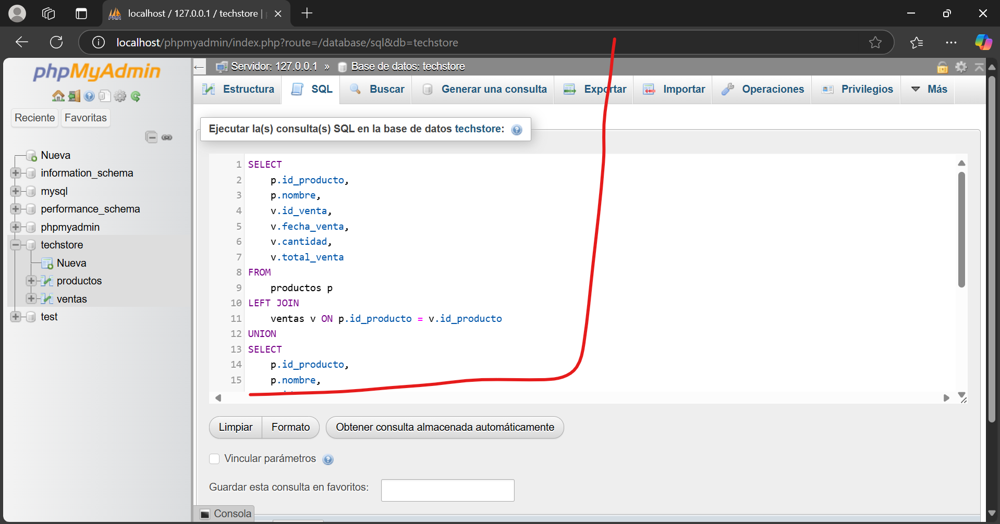 localhost / 127.0.0.1 / techstore |
localhost/phpmyadmin/index.php?route=/database/sql&db=techstore
phpMyAdmin
Reciente Favoritas
Nueva
information_schema
mysql
performance_schema
phpmyadmin
techstore
Nueva
productos
ventas
test
Servidor: 127.0.0.1 » Base de datos: techstore
Estructura SQL Buscar Generar una consulta Exportar Importar Operaciones Privilegios Más
Ejecutar la(s) consulta(s) SQL en la base de datos techstore:
1 SELECT
2 p.id_producto,
3 p.nombre,
4 v.id_venta,
5 v.fecha_venta,
6 v.cantidad,
7 v.total_venta
8 FROM
9 productos p
10 LEFT JOIN
11 ventas v ON p.id_producto = v.id_producto
12 UNION
13 SELECT
14 p.id_producto,
15 p.nombre,
Limpiar Formato Obtener consulta almacenada automáticamente
Vincular parámetros
Guardar esta consulta en favoritos:
Consola